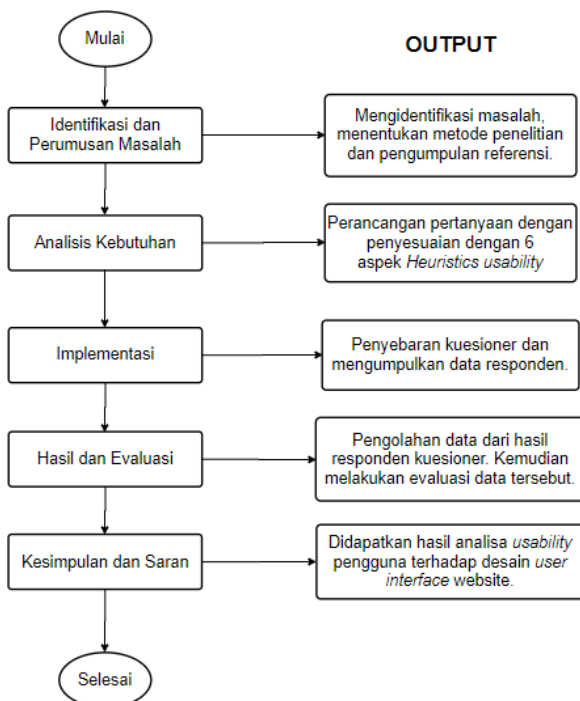 Mulai
OUTPUT
Identifikasi dan
Perumusan Masalah
Mengidentifikasi masalah,
menentukan metode penelitian
dan pengumpulan referensi.
Analisis Kebutuhan
Perancangan pertanyaan dengan
penyesuaian dengan 6
aspek Heuristics usability
Implementasi
Penyebaran kuesioner dan
mengumpulkan data responden.
Hasil dan Evaluasi
Pengolahan data dari hasil
responden kuesioner. Kemudian
melakukan evaluasi data tersebut.
Kesimpulan dan Saran
Didapatkan hasil analisa usability
pengguna terhadap desain user
interface website.
Selesai